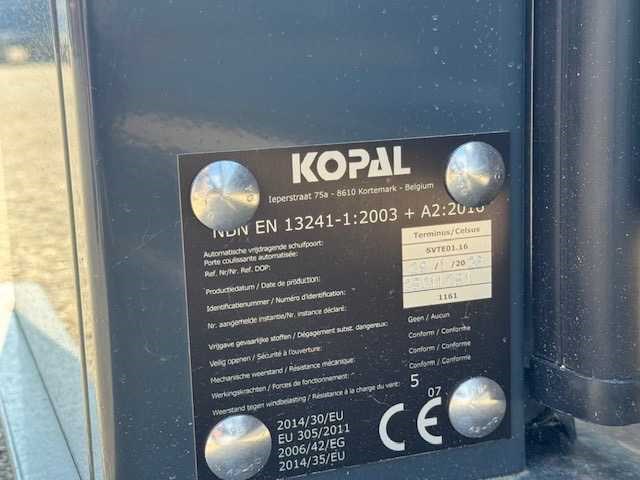 KOPAL
Ieperstraat 75a - 8610 Kortemark - Belgium
NBN EN 13241-1:2003 + A2:2016
Automatische vrijdragende schuifpoort:
Porte coulissante automatisée: Terminus/Celsus
Ref. Nr/Nr. Ref. DOP: SVTE01.16
Productiedatum / Date de production: / /20
Identificatienummer / Numéro d'identification:
Nr. aangemelde instantie/Nr. instance déclaré: 1161
Vrijgave gevaarlijke stoffen / Dégagement subst. dangereux: Geen / Aucun
Veilig openen / Sécurité à l'ouverture: Conform / Conforme
Mechanische weerstand / Résistance mécanique: Conform / Conforme
Werkingskrachten / Forces de fonctionnement: Conform / Conforme
Weerstand tegen windbelasting / Résistance à la charge du vent: 5
07
2014/30/EU
EU 305/2011
2006/42/EG
2014/35/EU
CE